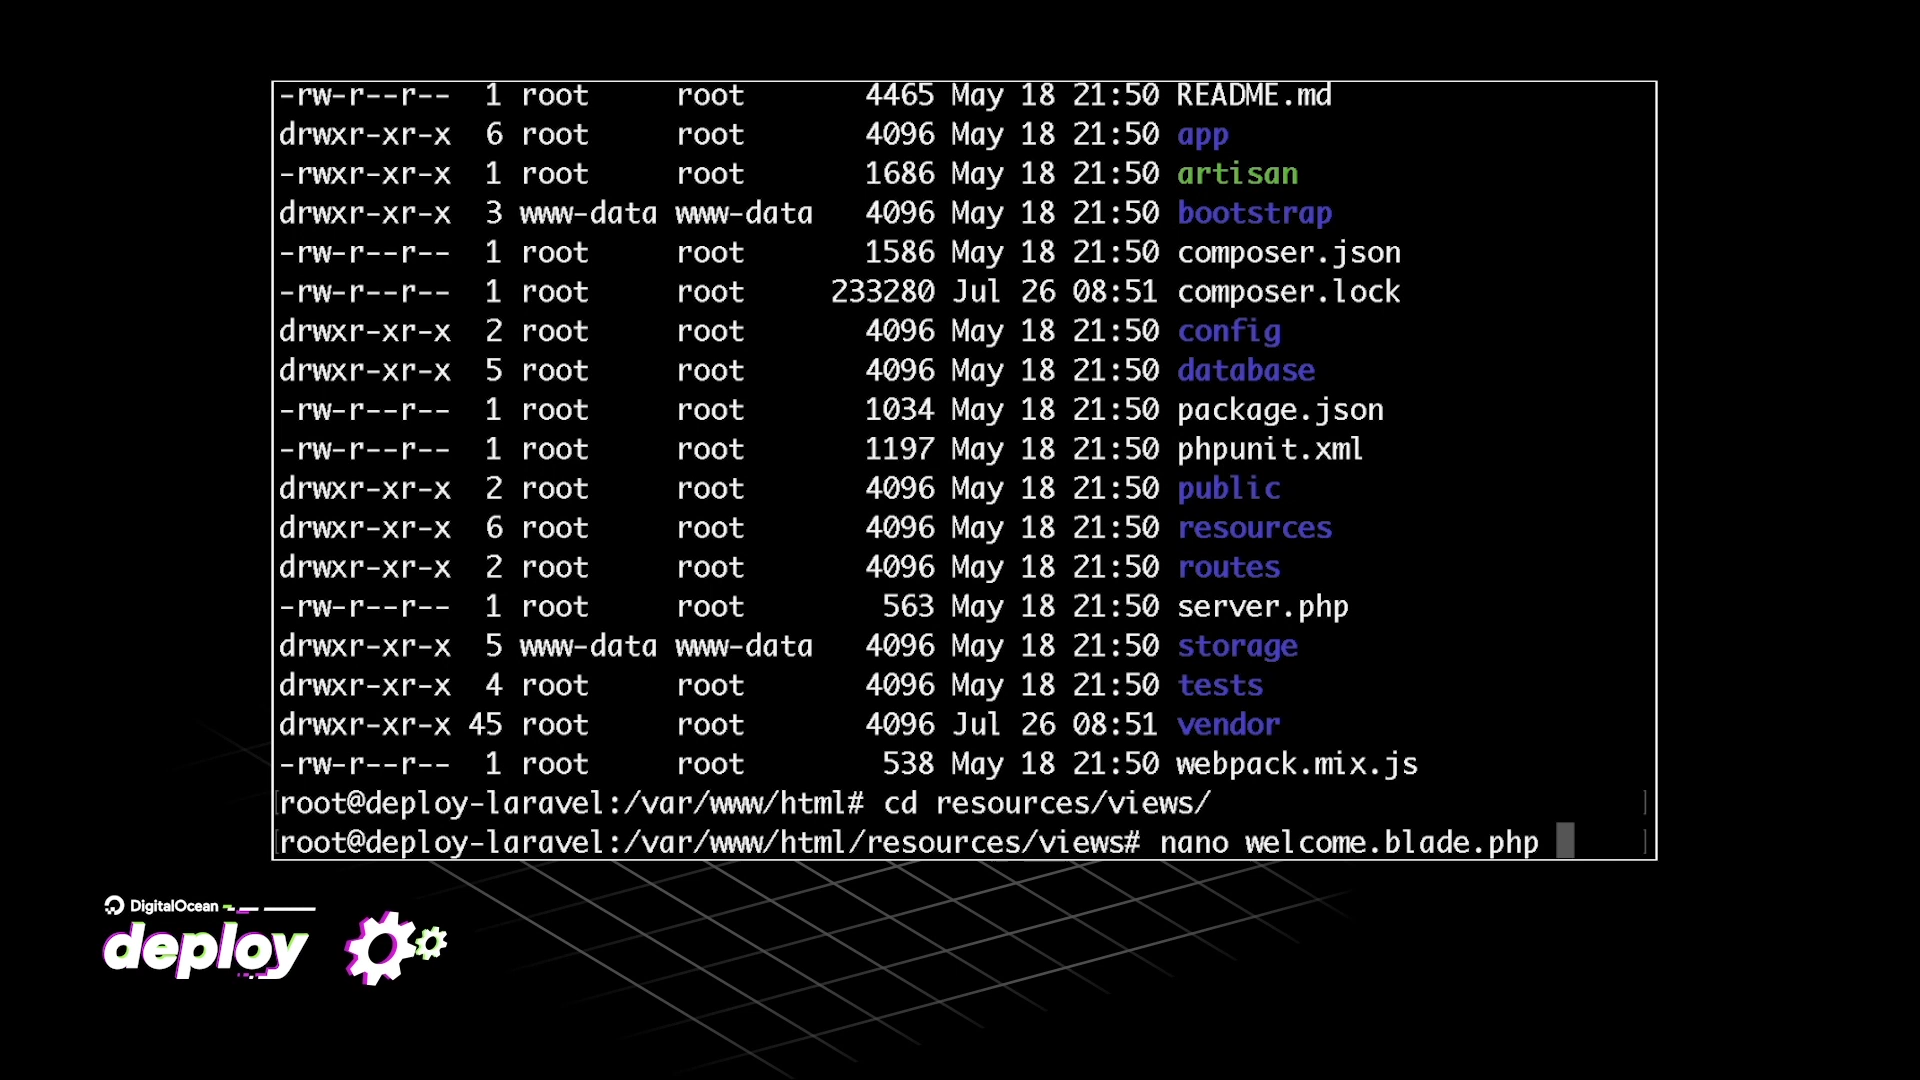 -rw-r--r-- 1 root root 4465 May 18 21:50 README.md
drwxr-xr-x 6 root root 4096 May 18 21:50 app
-rwxr-xr-x 1 root root 1686 May 18 21:50 artisan
drwxr-xr-x 3 www-data www-data 4096 May 18 21:50 bootstrap
-rw-r--r-- 1 root root 1586 May 18 21:50 composer.json
-rw-r--r-- 1 root root 233280 Jul 26 08:51 composer.lock
drwxr-xr-x 2 root root 4096 May 18 21:50 config
drwxr-xr-x 5 root root 4096 May 18 21:50 database
-rw-r--r-- 1 root root 1034 May 18 21:50 package.json
-rw-r--r-- 1 root root 1197 May 18 21:50 phpunit.xml
drwxr-xr-x 2 root root 4096 May 18 21:50 public
drwxr-xr-x 6 root root 4096 May 18 21:50 resources
drwxr-xr-x 2 root root 4096 May 18 21:50 routes
-rw-r--r-- 1 root root 563 May 18 21:50 server.php
drwxr-xr-x 5 www-data www-data 4096 May 18 21:50 storage
drwxr-xr-x 4 root root 4096 May 18 21:50 tests
drwxr-xr-x 45 root root 4096 Jul 26 08:51 vendor
-rw-r--r-- 1 root root 538 May 18 21:50 webpack.mix.js
[root@deploy-laravel:/var/www/html# cd resources/views/ ]
[root@deploy-laravel:/var/www/html/resources/views# nano welcome.blade.php ]
DigitalOcean
deploy